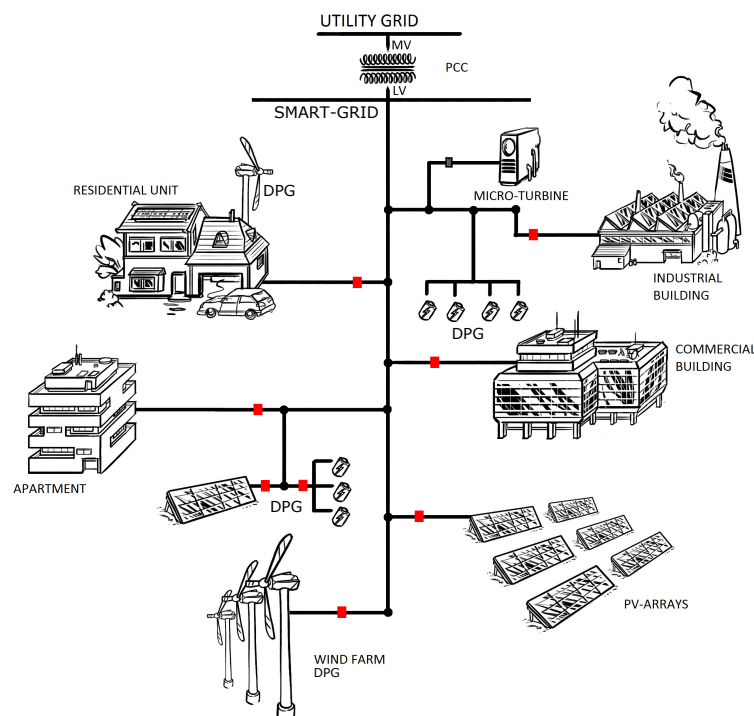 UTILITY GRID
MV
PCC
LV
SMART-GRID
RESIDENTIAL UNIT
DPG
MICRO-TURBINE
INDUSTRIAL
BUILDING
DPG
COMMERCIAL
BUILDING
APARTMENT
DPG
PV-ARRAYS
WIND FARM
DPG